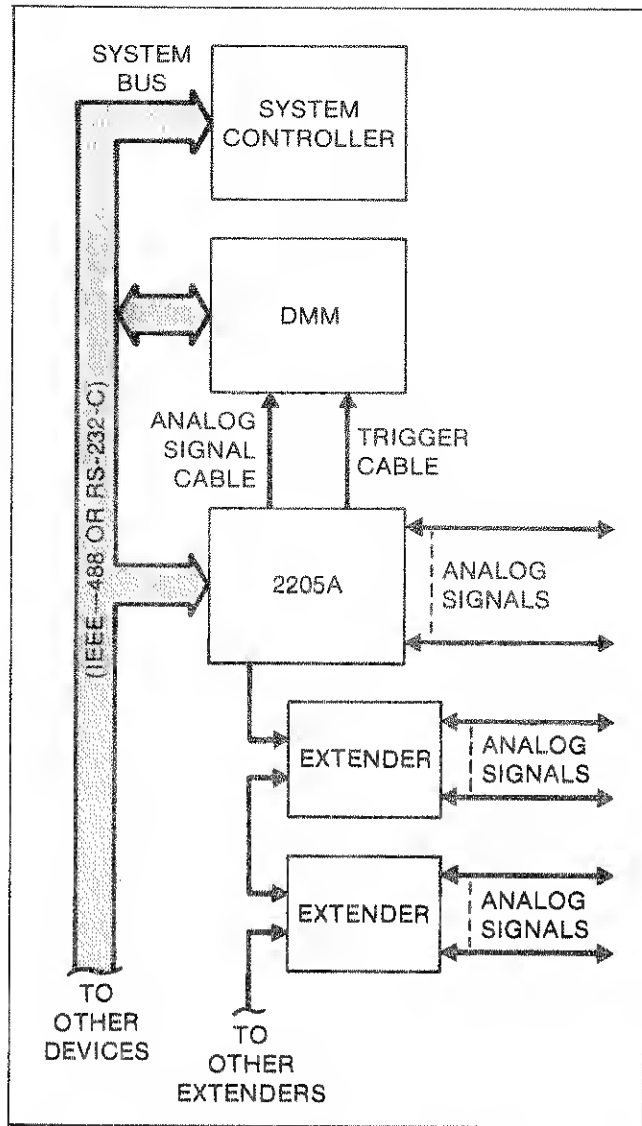 SYSTEM
BUS
SYSTEM
CONTROLLER
DMM
(IEEE-488 OR RS-232-C)
ANALOG
SIGNAL
CABLE
TRIGGER
CABLE
2205A
ANALOG
SIGNALS
EXTENDER
ANALOG
SIGNALS
EXTENDER
ANALOG
SIGNALS
TO
OTHER
DEVICES
TO
OTHER
EXTENDERS